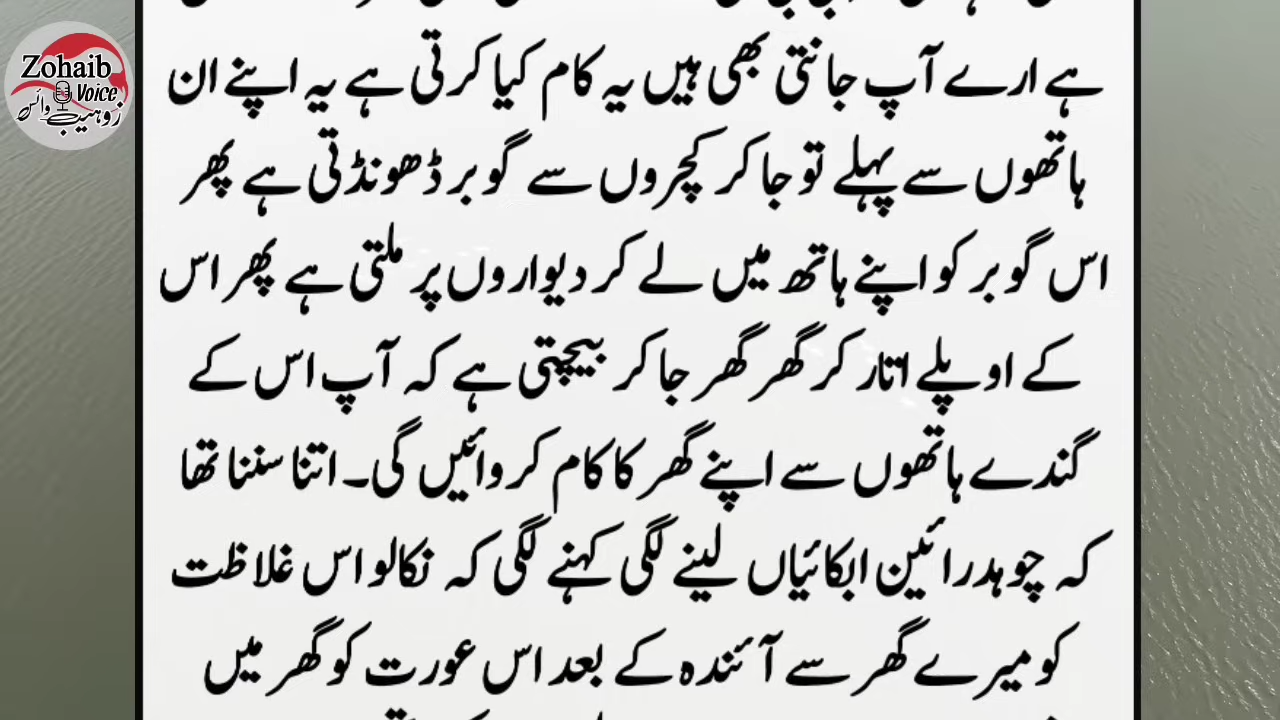 Zohaib
Voice
زوہیب وائس
ہے ارے آپ جانتی بھی ہیں یہ کام کیا کرتی ہے یہ اپنے ان
ہاتھوں سے پہلے تو جا کر کچروں سے گوبر ڈھونڈتی ہے پھر
اس گوبر کو اپنے ہاتھ میں لے کر دیواروں پر ملتی ہے پھر اس
کے اوپلے اتار کر گھر گھر جا کر بیچتی ہے کہ آپ اس کے
گندے ہاتھوں سے اپنے گھر کا کام کروائیں گی۔ اتنا سننا تھا
کہ چوہدرائین ابکائیاں لینے لگی کہنے لگی کہ نکالو اس غلاظت
کو میرے گھر سے آئندہ کے بعد اس عورت کو گھر میں